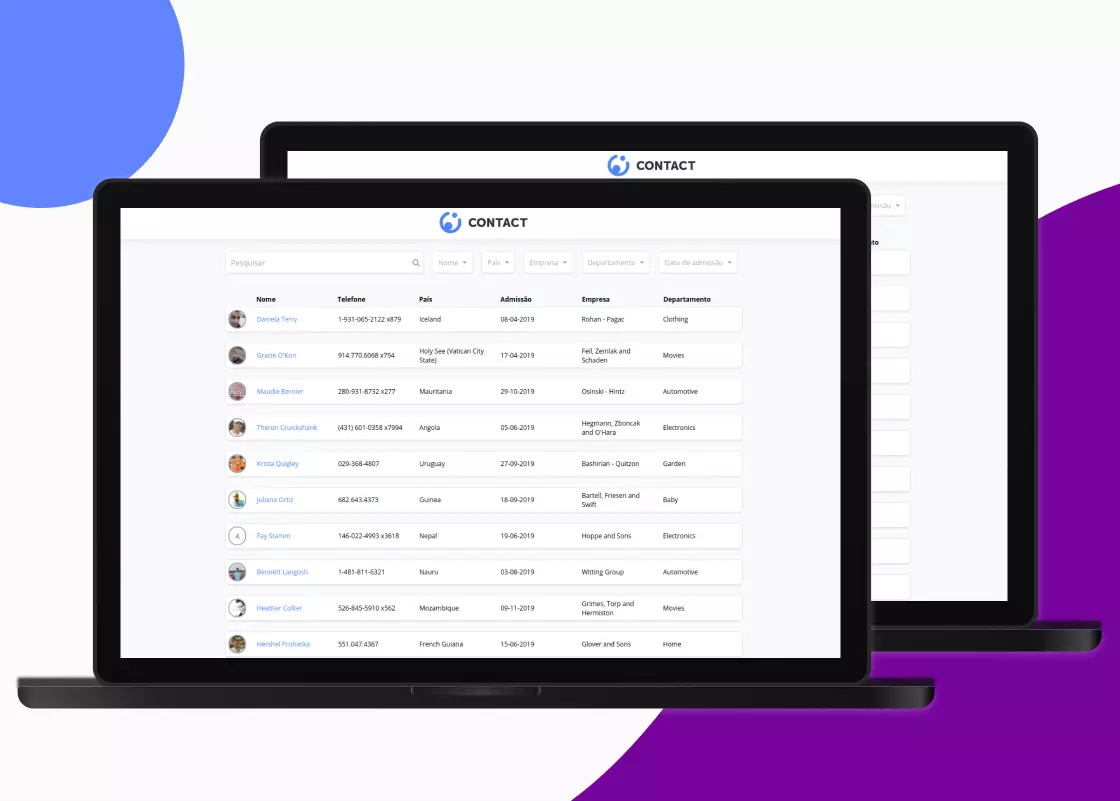 CONTACT
missão
nto
CONTACT
Pesquisar
Nome
País
Empresa
Departamento
Data de admissão
Nome Telefone País Admissão Empresa Departamento
Daniela Terry 1-931-065-2122 x879 Iceland 08-04-2019 Rohan - Pagac Clothing
Gracie O'Kon 914.770.6068 x794 Holy See (Vatican City
State) 17-04-2019 Feil, Zemlak and
Schaden Movies
Maudie Bernier 280-931-8732 x277 Mauritania 29-10-2019 Osinski - Hintz Automotive
Theron Cruickshank (431) 601-0358 x7994 Angola 05-06-2019 Hegmann, Zboncak
and O'Hara Electronics
Krista Quigley 029-368-4807 Uruguay 27-09-2019 Bashirian - Quitzon Garden
Juliana Ortiz 682.643.4373 Guinea 18-09-2019 Bartell, Friesen and
Swift Baby
Fay Stamm 146-022-4993 x3618 Nepal 19-06-2019 Hoppe and Sons Electronics
Bennett Langosh 1-481-811-6321 Nauru 03-08-2019 Witting Group Automotive
Heather Collier 526-845-5910 x562 Mozambique 09-11-2019 Grimes, Torp and
Hermiston Movies
Hershel Prohaska 551.047.4367 French Guiana 15-06-2019 Glover and Sons Home